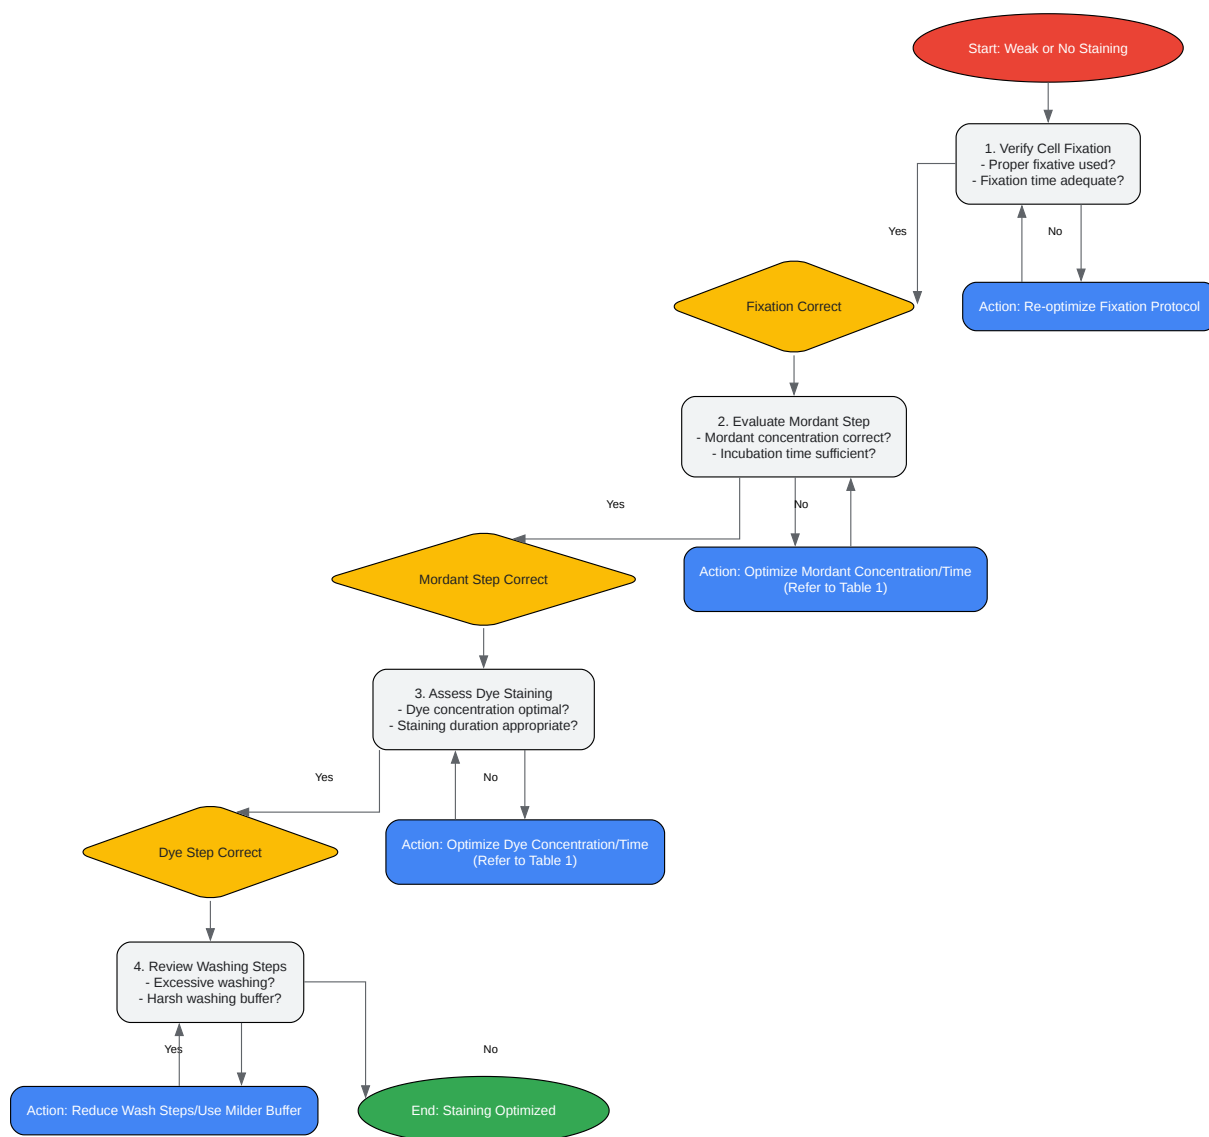 Start: Weak or No Staining
1. Verify Cell Fixation
- Proper fixative used?
- Fixation time adequate?
Yes
No
Fixation Correct
Action: Re-optimize Fixation Protocol
2. Evaluate Mordant Step
- Mordant concentration correct?
- Incubation time sufficient?
Yes
No
Mordant Step Correct
Action: Optimize Mordant Concentration/Time
(Refer to Table 1)
3. Assess Dye Staining
- Dye concentration optimal?
- Staining duration appropriate?
Yes
No
Dye Step Correct
Action: Optimize Dye Concentration/Time
(Refer to Table 1)
4. Review Washing Steps
- Excessive washing?
- Harsh washing buffer?
Yes
No
Action: Reduce Wash Steps/Use Milder Buffer
End: Staining Optimized